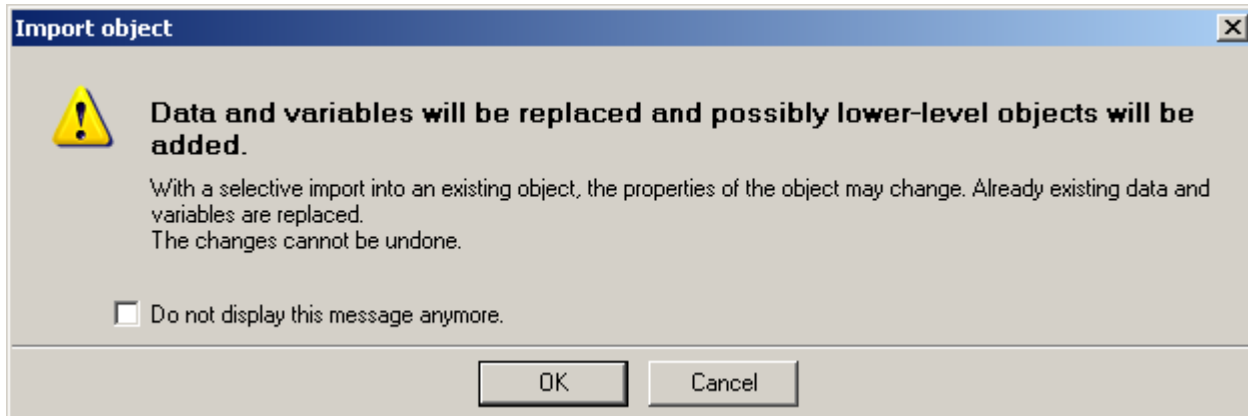 Import object
Data and variables will be replaced and possibly lower-level objects will be
added.
With a selective import into an existing object, the properties of the object may change. Already existing data and
variables are replaced.
The changes cannot be undone.
Do not display this message anymore.
OK
Cancel